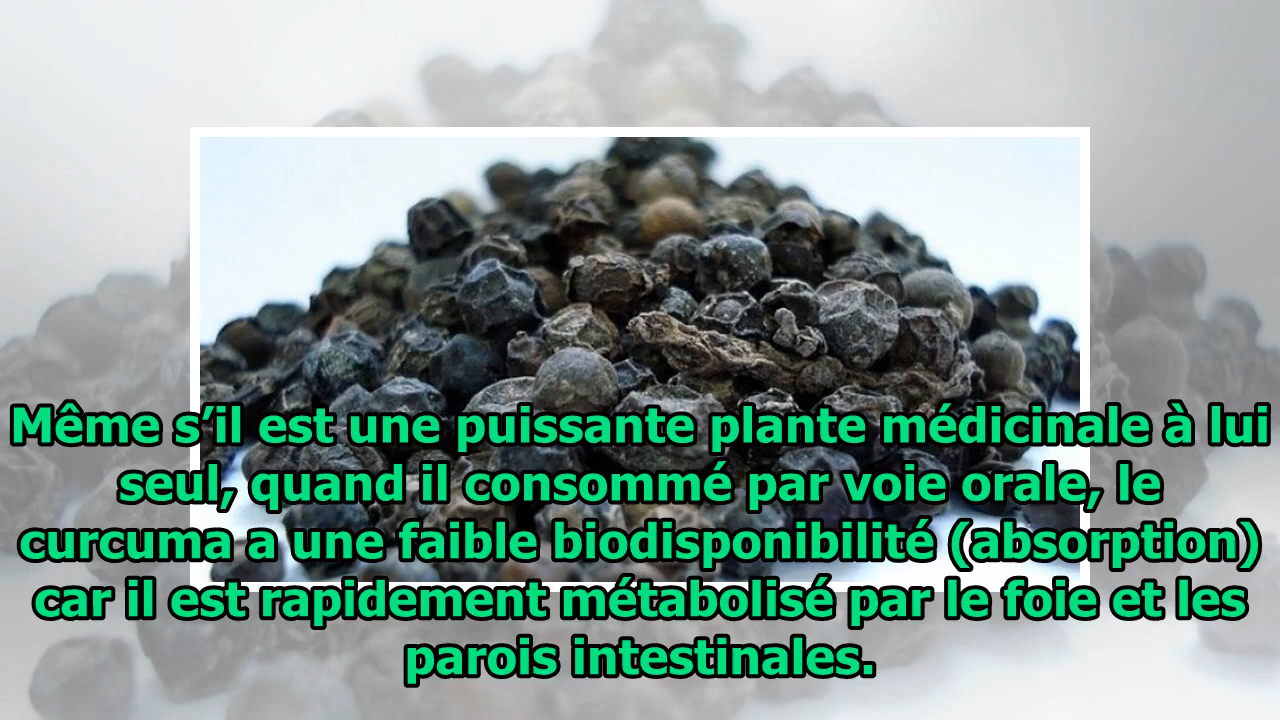 Même s’il est une puissante plante médicinale à lui
seul, quand il consommé par voie orale, le
curcuma a une faible biodisponibilité (absorption)
car il est rapidement métabolisé par le foie et les
parois intestinales.